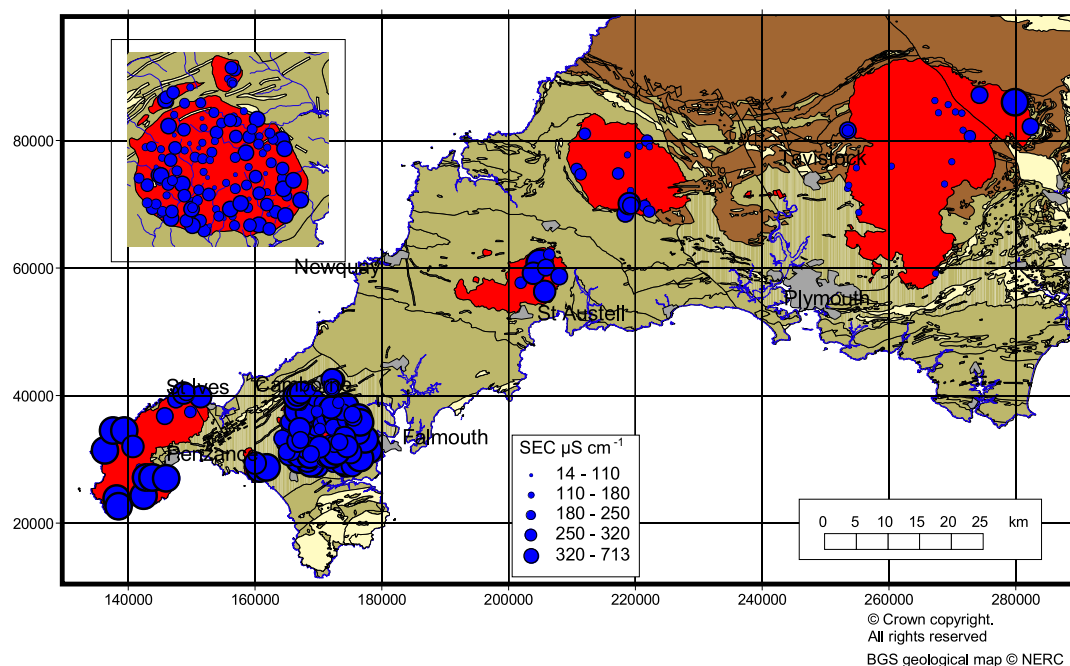 80000
60000
40000
20000
Tavistock
Newquay
Plymouth
St Austell
St Ives
Camborne
Falmouth
Penzance
SEC µS cm⁻¹
14 - 110
110 - 180
180 - 250
250 - 320
320 - 713
0 5 10 15 20 25 km
140000 160000 180000 200000 220000 240000 260000 280000
© Crown copyright.
All rights reserved
BGS geological map © NERC